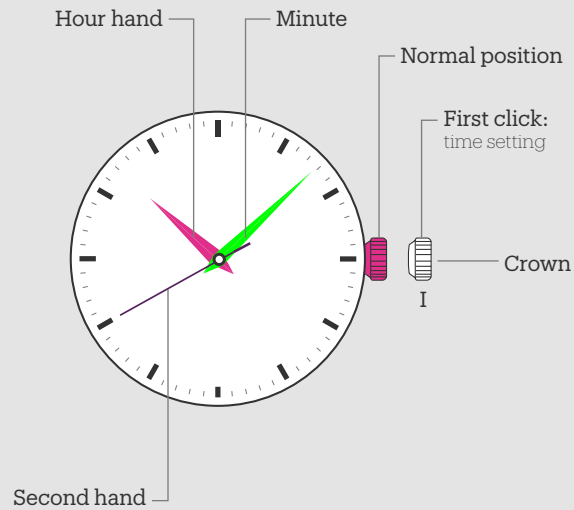 Hour hand
Minute
Normal position
First click:
time setting
Crown
I
Second hand